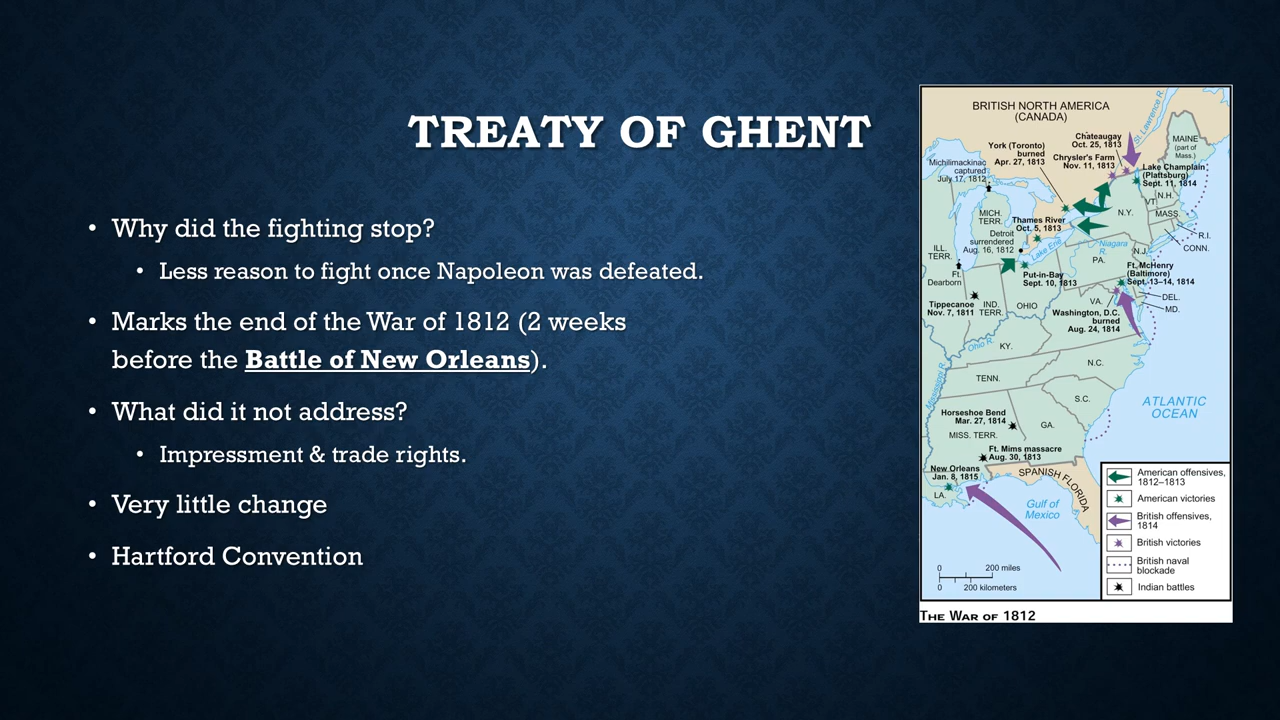 TREATY OF GHENT
• Why did the fighting stop?
• Less reason to fight once Napoleon was defeated.
• Marks the end of the War of 1812 (2 weeks
before the Battle of New Orleans).
• What did it not address?
• Impressment & trade rights.
• Very little change
• Hartford Convention
BRITISH NORTH AMERICA
(CANADA)
St. Lawrence R.
Chateaugay
Oct. 25, 1813
York (Toronto)
burned
Apr. 27, 1813
Chrysler's Farm
Nov. 11, 1813
MAINE
(part of
Mass.)
Michilimackinac
captured
July 17, 1812
Lake Champlain
(Plattsburg)
Sept. 11, 1814
N.H.
VT.
MASS.
N.Y.
MICH.
TERR.
Thames River
Oct. 5, 1813
Detroit
surrendered
Aug. 16, 1812
Lake Erie
Niagara
R.
R.I.
CONN.
N.J.
PA.
ILL.
TERR.
Ft.
Dearborn
Put-in-Bay
Sept. 10, 1813
Ft. McHenry
(Baltimore)
Sept. 13–14, 1814
DEL.
MD.
Tippecanoe
Nov. 7, 1811
IND.
TERR.
OHIO
VA.
Washington, D.C.
burned
Aug. 24, 1814
Ohio R.
KY.
Mississippi R.
N.C.
TENN.
S.C.
ATLANTIC
OCEAN
Horseshoe Bend
Mar. 27, 1814
GA.
MISS. TERR.
Ft. Mims massacre
Aug. 30, 1813
New Orleans
Jan. 8, 1815
LA.
SPANISH FLORIDA
Gulf of
Mexico
0 200 miles
0 200 kilometers
American offensives,
1812–1813
American victories
British offensives,
1814
British victories
British naval
blockade
Indian battles
THE WAR OF 1812